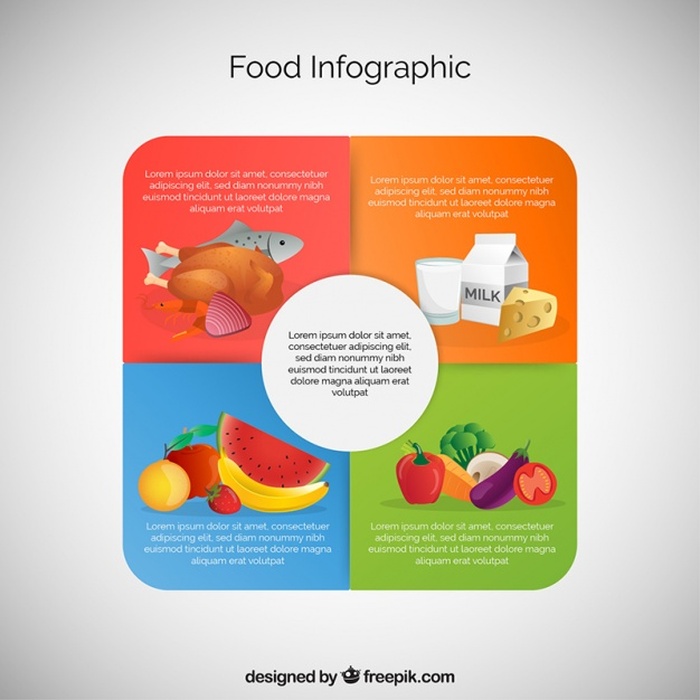 Food Infographic
Lorem ipsum dolor sit amet, consectetuer
adipiscing elit, sed diam nonummy nibh
euismod tincidunt ut laoreet dolore magna
aliquam erat volutpat
Lorem ipsum dolor sit amet, consectetuer
adipiscing elit, sed diam nonummy nibh
euismod tincidunt ut laoreet dolore magna
aliquam erat volutpat
MILK
Lorem ipsum dolor sit amet,
consectetuer adipiscing elit,
sed diam nonummy nibh
euismod tincidunt ut laoreet
dolore magna aliquam erat
volutpat
Lorem ipsum dolor sit amet, consectetuer
adipiscing elit, sed diam nonummy nibh
euismod tincidunt ut laoreet dolore magna
aliquam erat volutpat
Lorem ipsum dolor sit amet, consectetuer
adipiscing elit, sed diam nonummy nibh
euismod tincidunt ut laoreet dolore magna
aliquam erat volutpat
designed by freepik.com